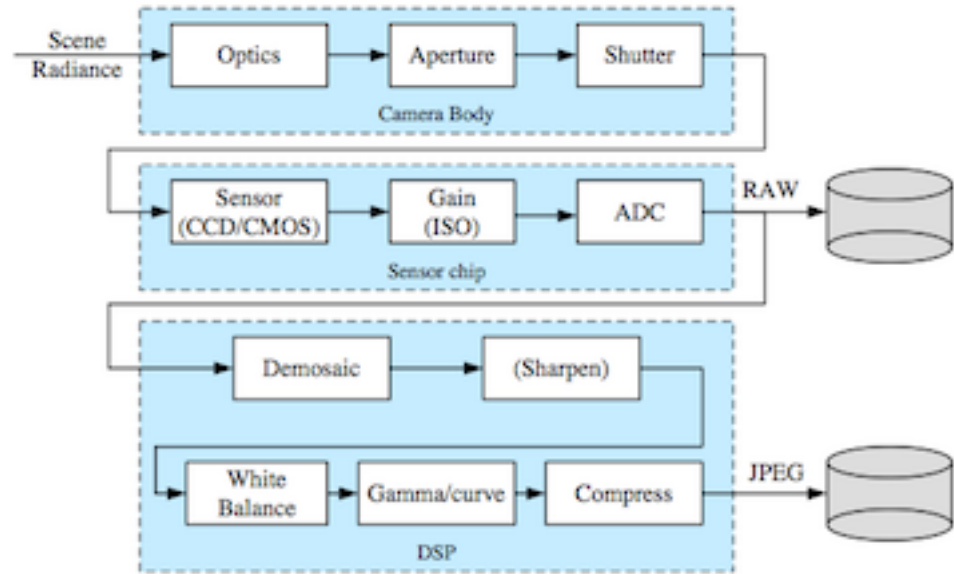 Scene
Radiance
Optics
Aperture
Shutter
Camera Body
Sensor
(CCD/CMOS)
Gain
(ISO)
ADC
RAW
Sensor chip
Demosaic
(Sharpen)
White
Balance
Gamma/curve
Compress
JPEG
DSP